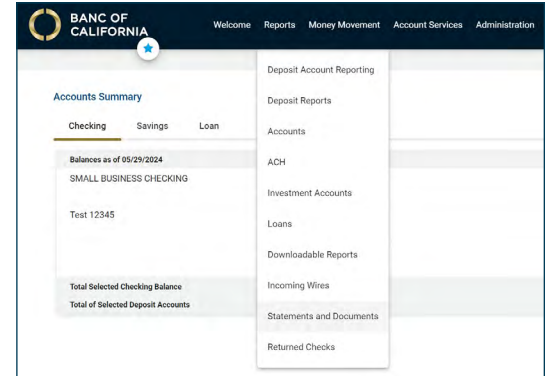 BANC OF
CALIFORNIA
Welcome Reports Money Movement Account Services Administration
Deposit Account Reporting
Deposit Reports
Accounts
ACH
Investment Accounts
Loans
Downloadable Reports
Incoming Wires
Statements and Documents
Returned Checks
Accounts Summary
Checking Savings Loan
Balances as of 05/29/2024
SMALL BUSINESS CHECKING
Test 12345
Total Selected Checking Balance
Total of Selected Deposit Accounts